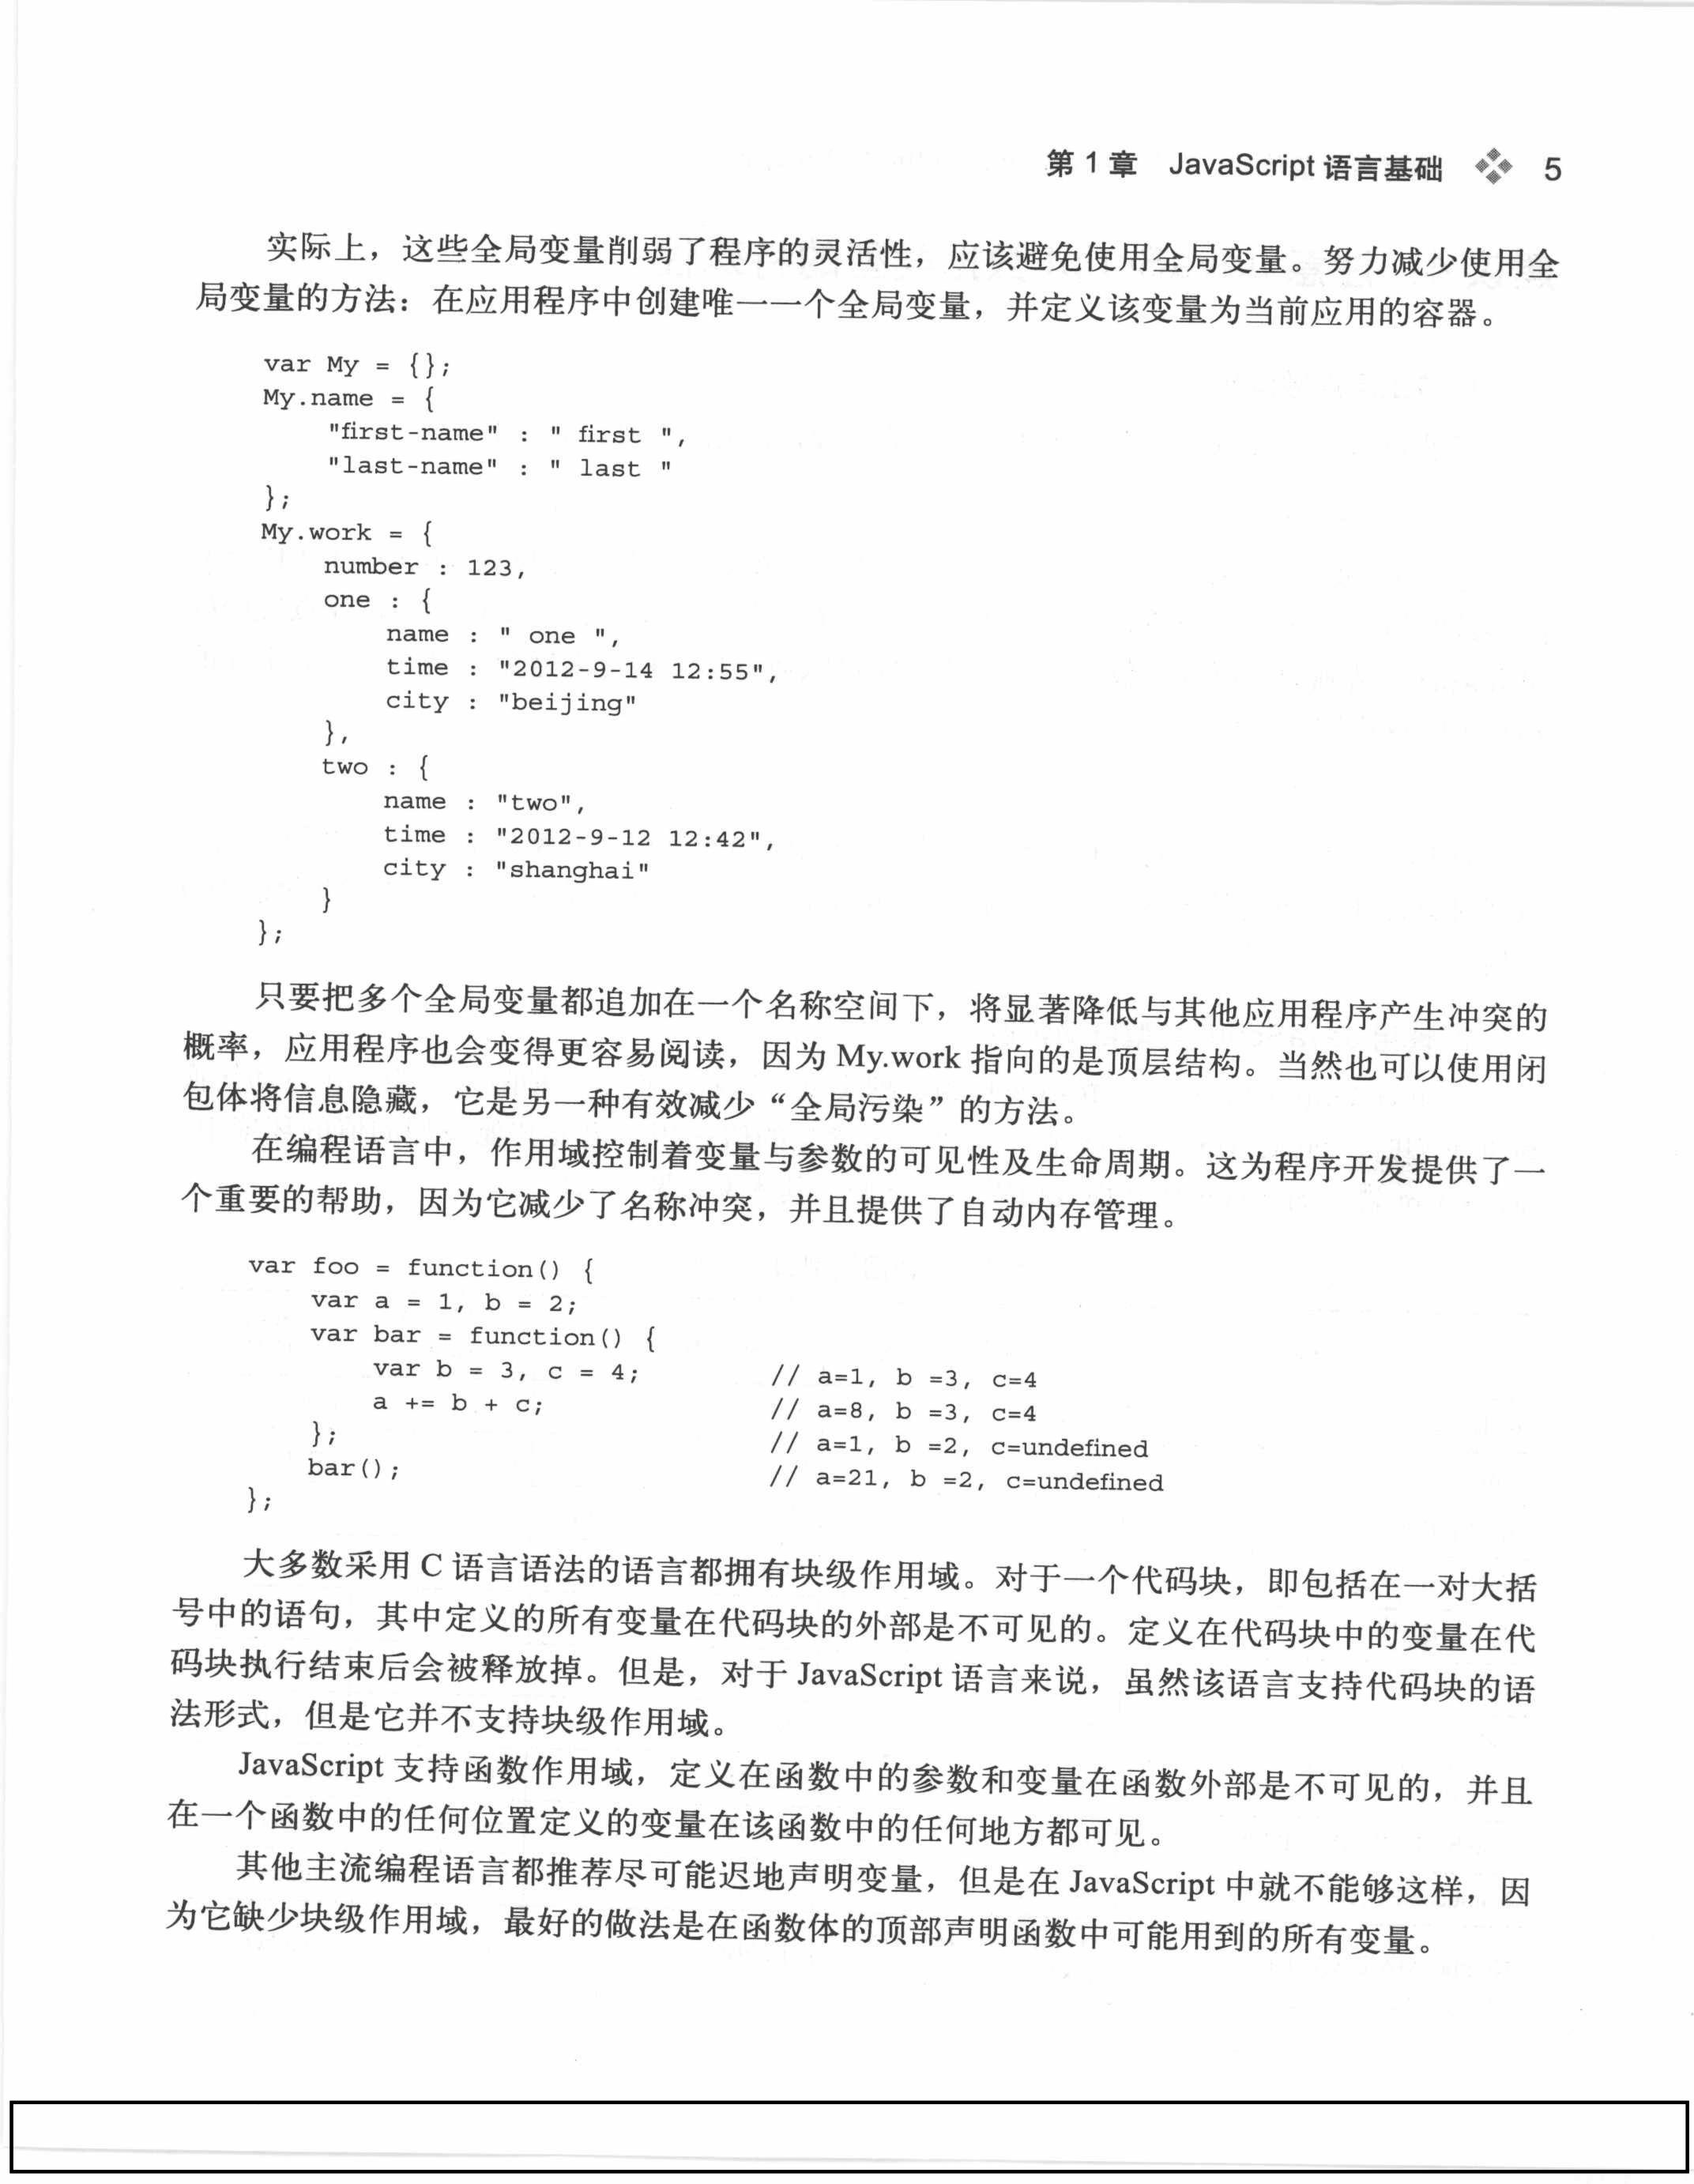 第 1 章 JavaScript 语言基础 5
实际上，这些全局变量削弱了程序的灵活性，应该避免使用全局变量。努力减少使用全
局变量的方法：在应用程序中创建唯一一个全局变量，并定义该变量为当前应用的容器。
var My = {};
My.name = {
    "first-name" : " first ",
    "last-name" : " last "
};
My.work = {
    number : 123,
    one : {
        name : " one ",
        time : "2012-9-14 12:55",
        city : "beijing"
    },
    two : {
        name : "two",
        time : "2012-9-12 12:42",
        city : "shanghai"
    }
};
只要把多个全局变量都追加在一个名称空间下，将显著降低与其他应用程序产生冲突的
概率，应用程序也会变得更容易阅读，因为 My.work 指向的是顶层结构。当然也可以使用闭
包体将信息隐藏，它是另一种有效减少“全局污染”的方法。
在编程语言中，作用域控制着变量与参数的可见性及生命周期。这为程序开发提供了一
个重要的帮助，因为它减少了名称冲突，并且提供了自动内存管理。
var foo = function() {
    var a = 1, b = 2;
    var bar = function() {
        var b = 3, c = 4; // a=1, b =3, c=4
        a += b + c; // a=8, b =3, c=4
    }; // a=1, b =2, c=undefined
    bar(); // a=21, b =2, c=undefined
};
大多数采用 C 语言语法的语言都拥有块级作用域。对于一个代码块，即包括在一对大括
号中的语句，其中定义的所有变量在代码块的外部是不可见的。定义在代码块中的变量在代
码块执行结束后会被释放掉。但是，对于 JavaScript 语言来说，虽然该语言支持代码块的语
法形式，但是它并不支持块级作用域。
JavaScript 支持函数作用域，定义在函数中的参数和变量在函数外部是不可见的，并且
在一个函数中的任何位置定义的变量在该函数中的任何地方都可见。
其他主流编程语言都推荐尽可能迟地声明变量，但是在 JavaScript 中就不能够这样，因
为它缺少块级作用域，最好的做法是在函数体的顶部声明函数中可能用到的所有变量。